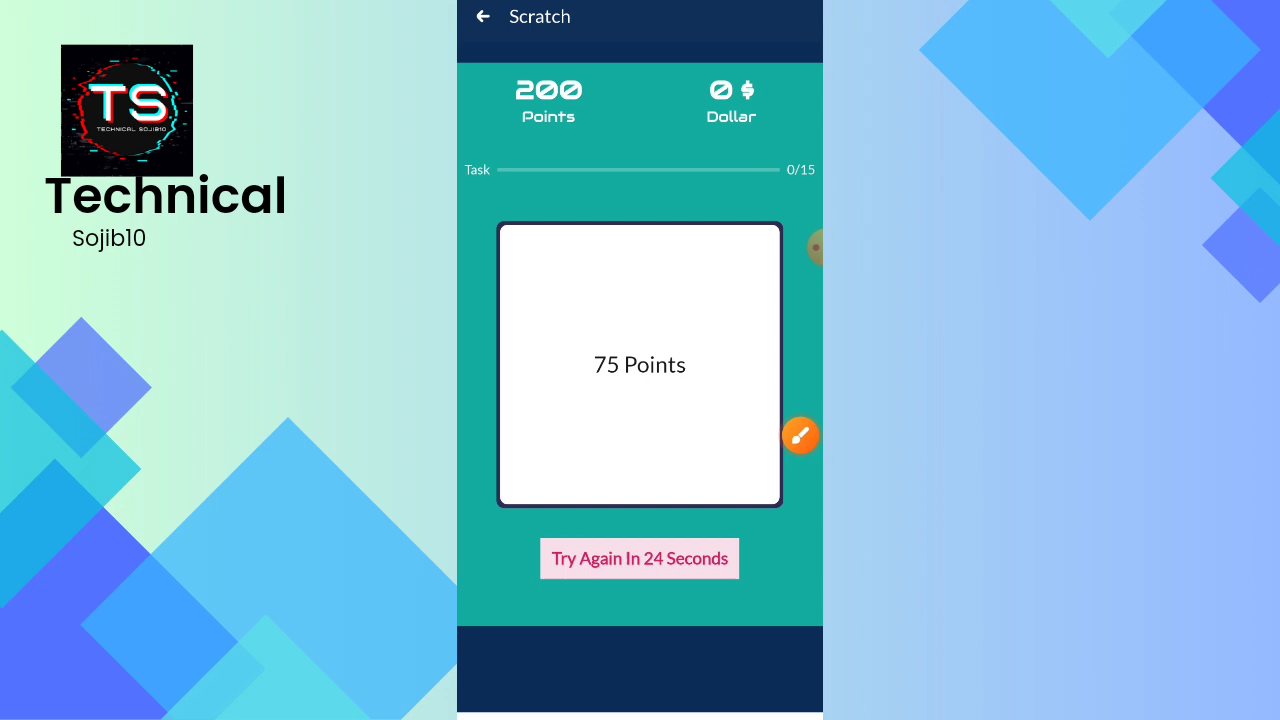 TS
TECHNICAL SOJIB10
Technical
Sojib10
Scratch
200
Points
0 $
Dollar
Task 0/15
75 Points
Try Again In 24 Seconds